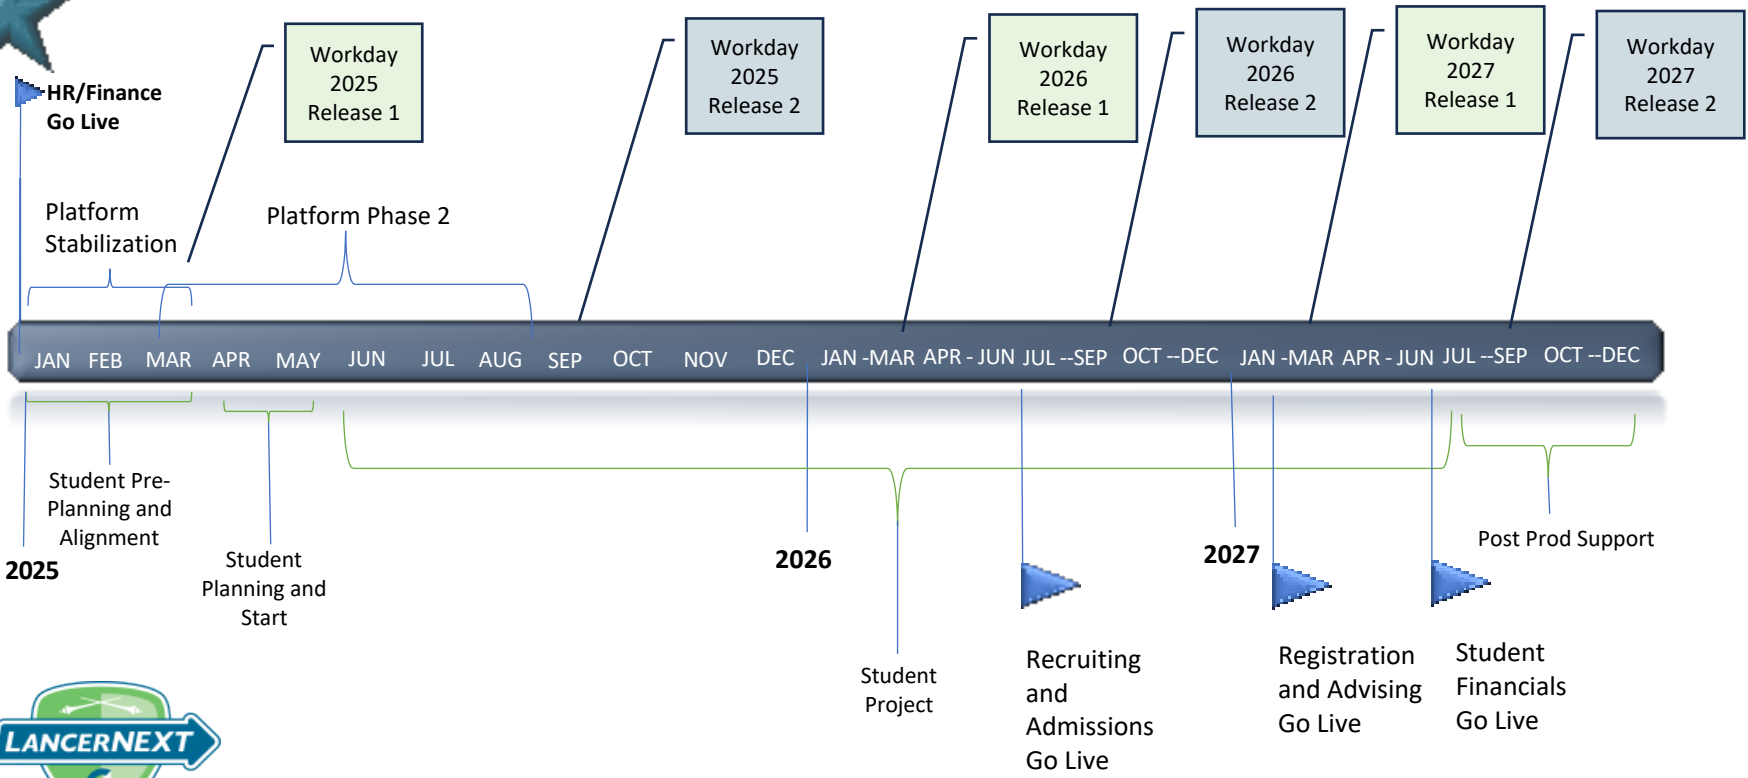 Workday
2025
Release 1
Workday
2025
Release 2
Workday
2026
Release 1
Workday
2026
Release 2
Workday
2027
Release 1
Workday
2027
Release 2
HR/Finance
Go Live
Platform
Stabilization
Platform Phase 2
JAN FEB MAR APR MAY JUN JUL AUG SEP OCT NOV DEC JAN -MAR APR - JUN JUL --SEP OCT --DEC JAN -MAR APR - JUN JUL --SEP OCT --DEC
Student Pre-
Planning and
Alignment
2025
Student
Planning and
Start
2026
2027
Post Prod Support
Student
Project
Recruiting
and
Admissions
Go Live
Registration
and Advising
Go Live
Student
Financials
Go Live
LANCERNEXT